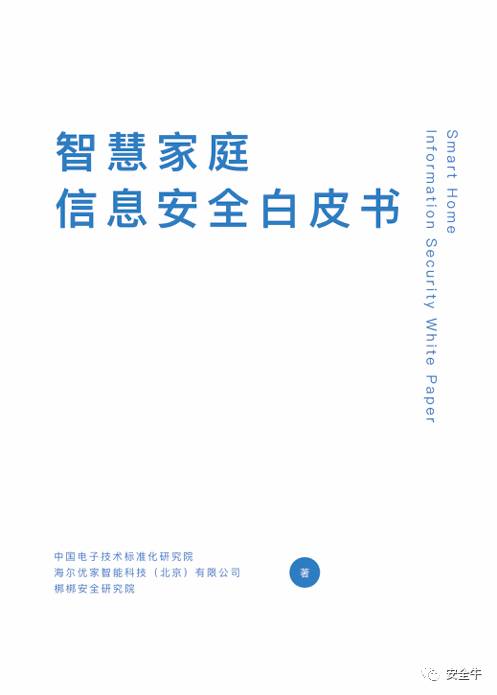 智慧家庭
信息安全白皮书
Smart Home
Information Security White Paper
中国电子技术标准化研究院
海尔优家智能科技（北京）有限公司
梆梆安全研究院
著
安全牛